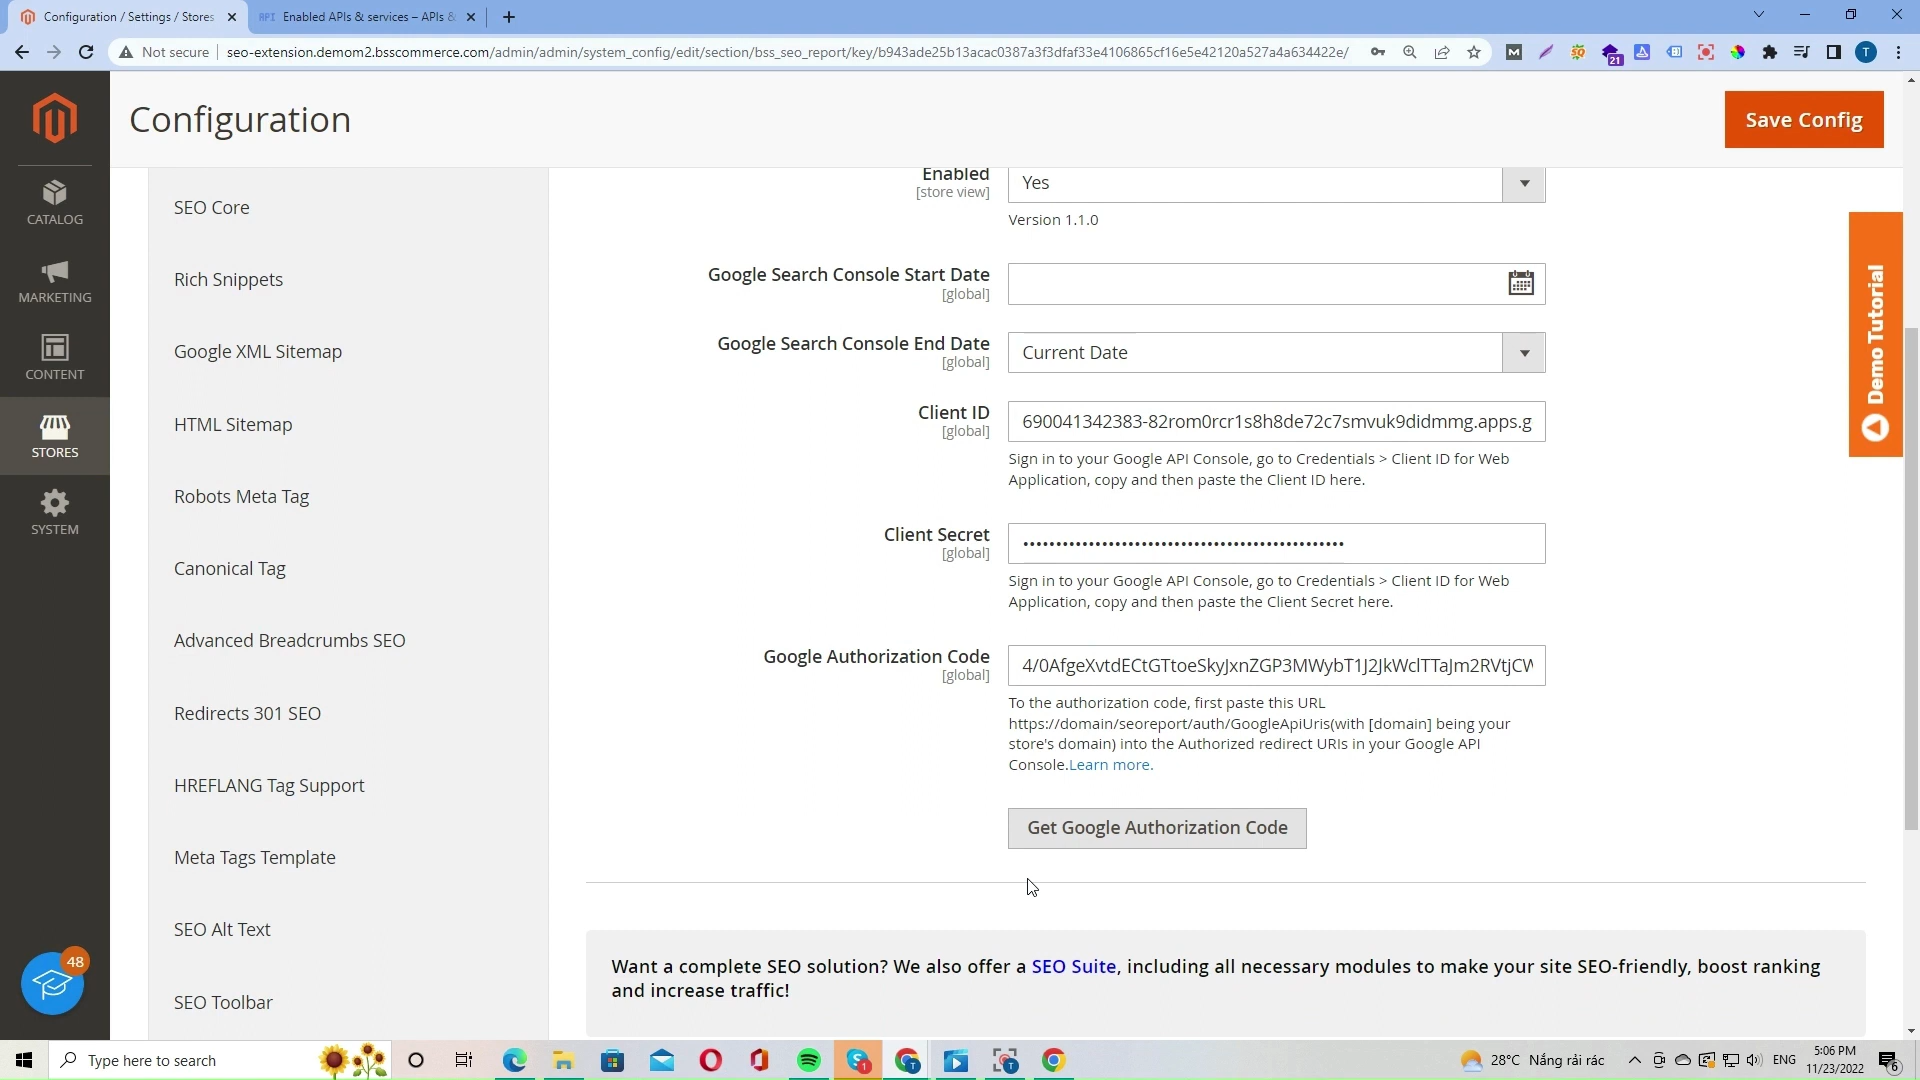 Configuration / Settings / Stores
API Enabled APIs & services – APIs &
Not secure
seo-extension.demom2.bsscommerce.com/admin/admin/system_config/edit/section/bss_seo_report/key/b943ade25b13acac0387a3f3dfaf33e4106865cf16e5e42120a527a4a634422e/
21
T
Configuration
Save Config
CATALOG
MARKETING
CONTENT
STORES
SYSTEM
48
SEO Core
Rich Snippets
Google XML Sitemap
HTML Sitemap
Robots Meta Tag
Canonical Tag
Advanced Breadcrumbs SEO
Redirects 301 SEO
HREFLANG Tag Support
Meta Tags Template
SEO Alt Text
SEO Toolbar
Enabled
[store view]
Yes
Version 1.1.0
Google Search Console Start Date
[global]
Google Search Console End Date
[global]
Current Date
Client ID
[global]
690041342383-82rom0rcr1s8h8de72c7smvuk9didmmg.apps.g
Sign in to your Google API Console, go to Credentials > Client ID for Web
Application, copy and then paste the Client ID here.
Client Secret
[global]
Sign in to your Google API Console, go to Credentials > Client ID for Web
Application, copy and then paste the Client Secret here.
Google Authorization Code
[global]
4/0AfgeXvtdECtGTtoeSkyJxnZGP3MWybT1J2JkWclTTaJm2RVtjCW
To the authorization code, first paste this URL
https://domain/seoreport/auth/GoogleApiUris(with [domain] being your
store's domain) into the Authorized redirect URIs in your Google API
Console.Learn more.
Get Google Authorization Code
Want a complete SEO solution? We also offer a SEO Suite, including all necessary modules to make your site SEO-friendly, boost ranking
and increase traffic!
Demo Tutorial
Type here to search
28°C Nắng rải rác
ENG
5:06 PM
11/23/2022
6